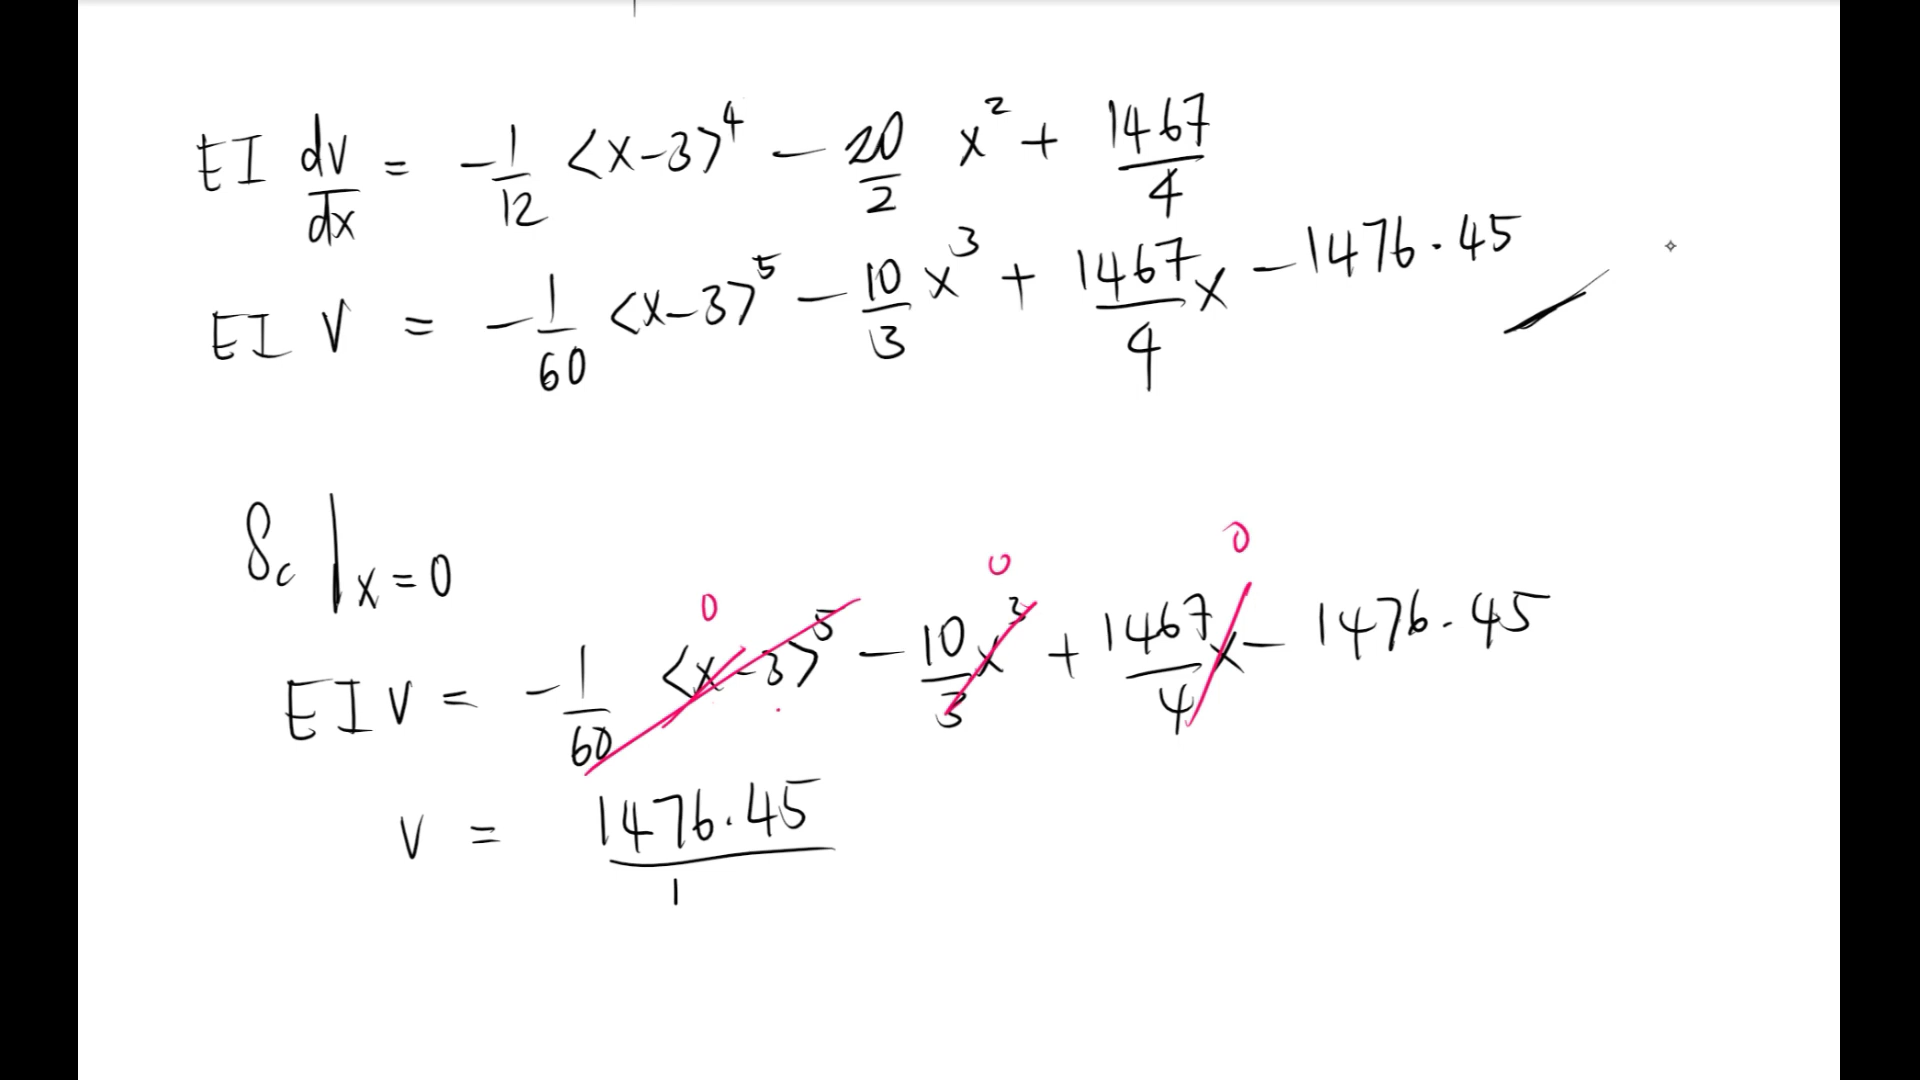 EI dv/dx = -1/12 <x-3>^4 - 20/2 x^2 + 1467/4
EI v = -1/60 <x-3>^5 - 10/3 x^3 + 1467/4 x - 1476.45
δc |x=0
0 0 0
EI v = -1/60 <x-3>^5 - 10/3 x^3 + 1467/4 x - 1476.45
v = 1476.45/1